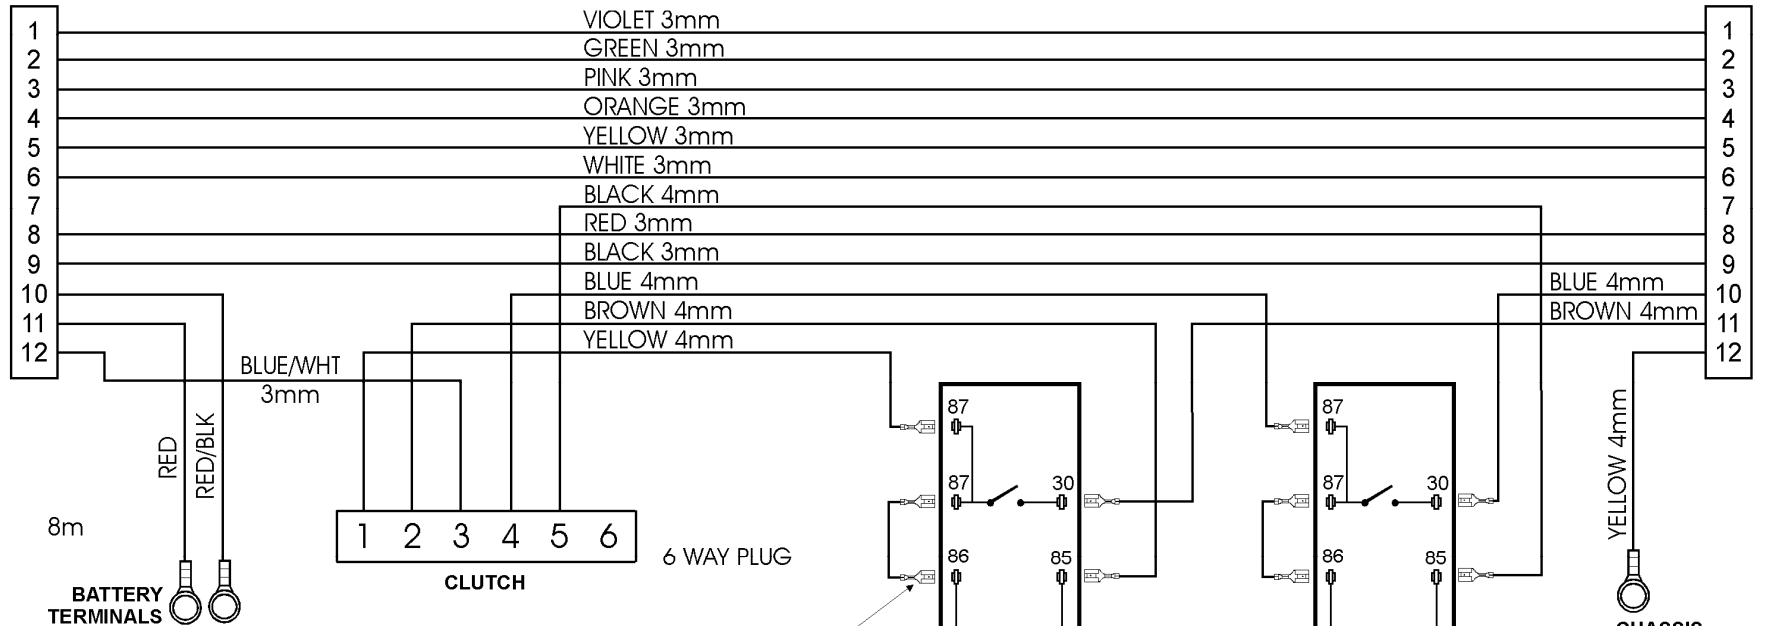 1 VIOLET 3mm 1
2 GREEN 3mm 2
3 PINK 3mm 3
4 ORANGE 3mm 4
5 YELLOW 3mm 5
6 WHITE 3mm 6
7 BLACK 4mm 7
8 RED 3mm 8
9 BLACK 3mm 9
10 BLUE 4mm BLUE 4mm 10
11 BROWN 4mm BROWN 4mm 11
12 YELLOW 4mm 12
BLUE/WHT
3mm
RED
RED/BLK
YELLOW 4mm
87 87
87 30 87 30
86 85 86 85
8m
1 2 3 4 5 6
6 WAY PLUG
CLUTCH
BATTERY
TERMINALS
CHASSIS